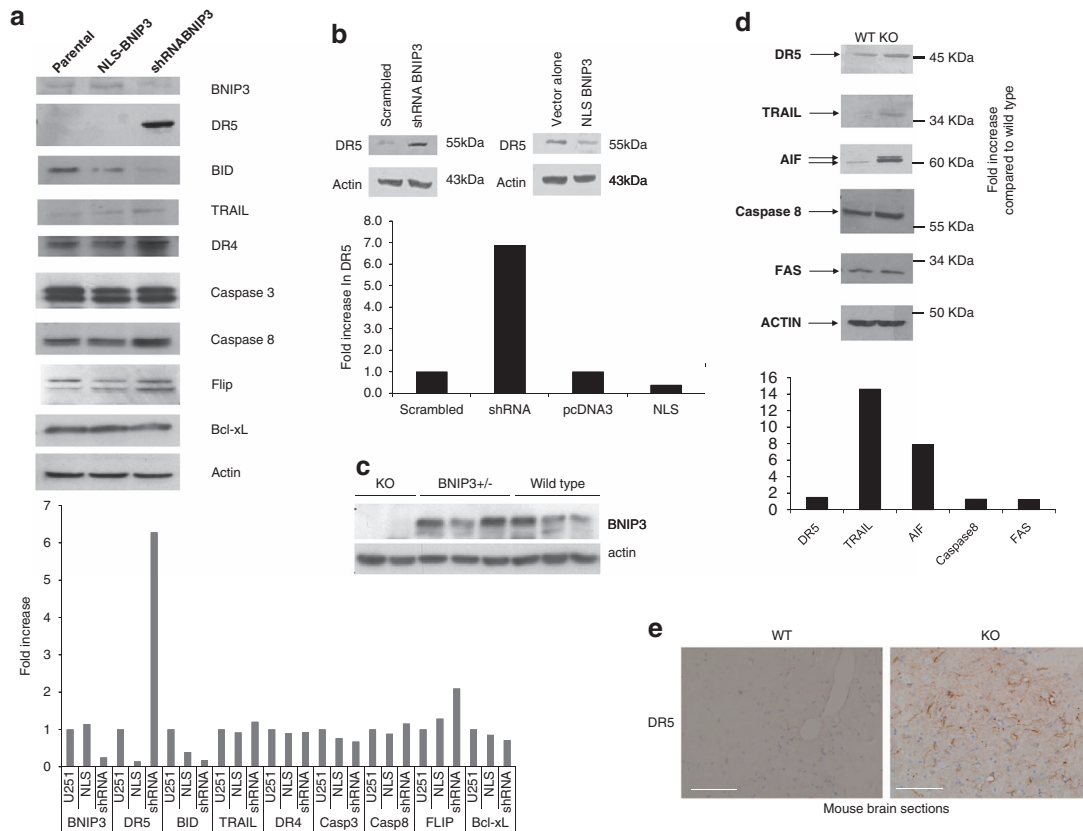 a
Parental
NLS-BNIP3
shRNABNIP3
BNIP3
DR5
BID
TRAIL
DR4
Caspase 3
Caspase 8
Flip
Bcl-xL
Actin
Fold increase
7
6
5
4
3
2
1
0
U251 NLS shRNA U251 NLS shRNA U251 NLS shRNA U251 NLS shRNA U251 NLS shRNA U251 NLS shRNA U251 NLS shRNA U251 NLS shRNA U251 NLS shRNA
BNIP3 DR5 BID TRAIL DR4 Casp3 Casp8 FLIP Bcl-xL
b
Scrambled
shRNA BNIP3
DR5 55kDa
Actin 43kDa
Vector alone
NLS BNIP3
DR5 55kDa
Actin 43kDa
Fold increase In DR5
8.0
7.0
6.0
5.0
4.0
3.0
2.0
1.0
0.0
Scrambled shRNA pcDNA3 NLS
c
KO BNIP3+/- Wild type
BNIP3
actin
d
WT KO
DR5 45 KDa
TRAIL 34 KDa
AIF 60 KDa
Caspase 8 55 KDa
FAS 34 KDa
ACTIN 50 KDa
Fold inccrease
compared to wild type
16
14
12
10
8
6
4
2
0
DR5 TRAIL AIF Caspase8 FAS
e
WT KO
DR5
Mouse brain sections